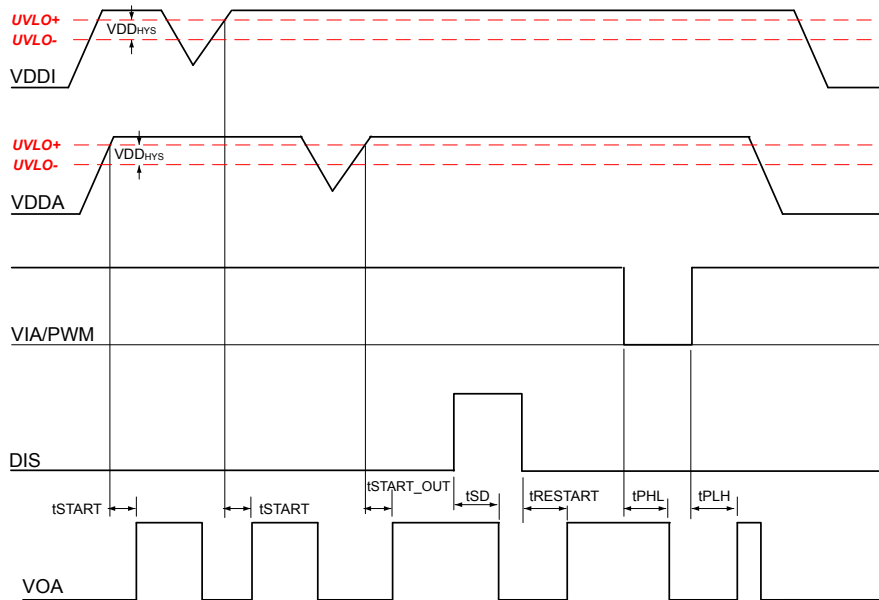 UVLO+
VDDHYS
UVLO-
VDDI
UVLO+
VDDHYS
UVLO-
VDDA
VIA/PWM
DIS
tSTART
tSTART
tSTART_OUT
tSD
tRESTART
tPHL
tPLH
VOA